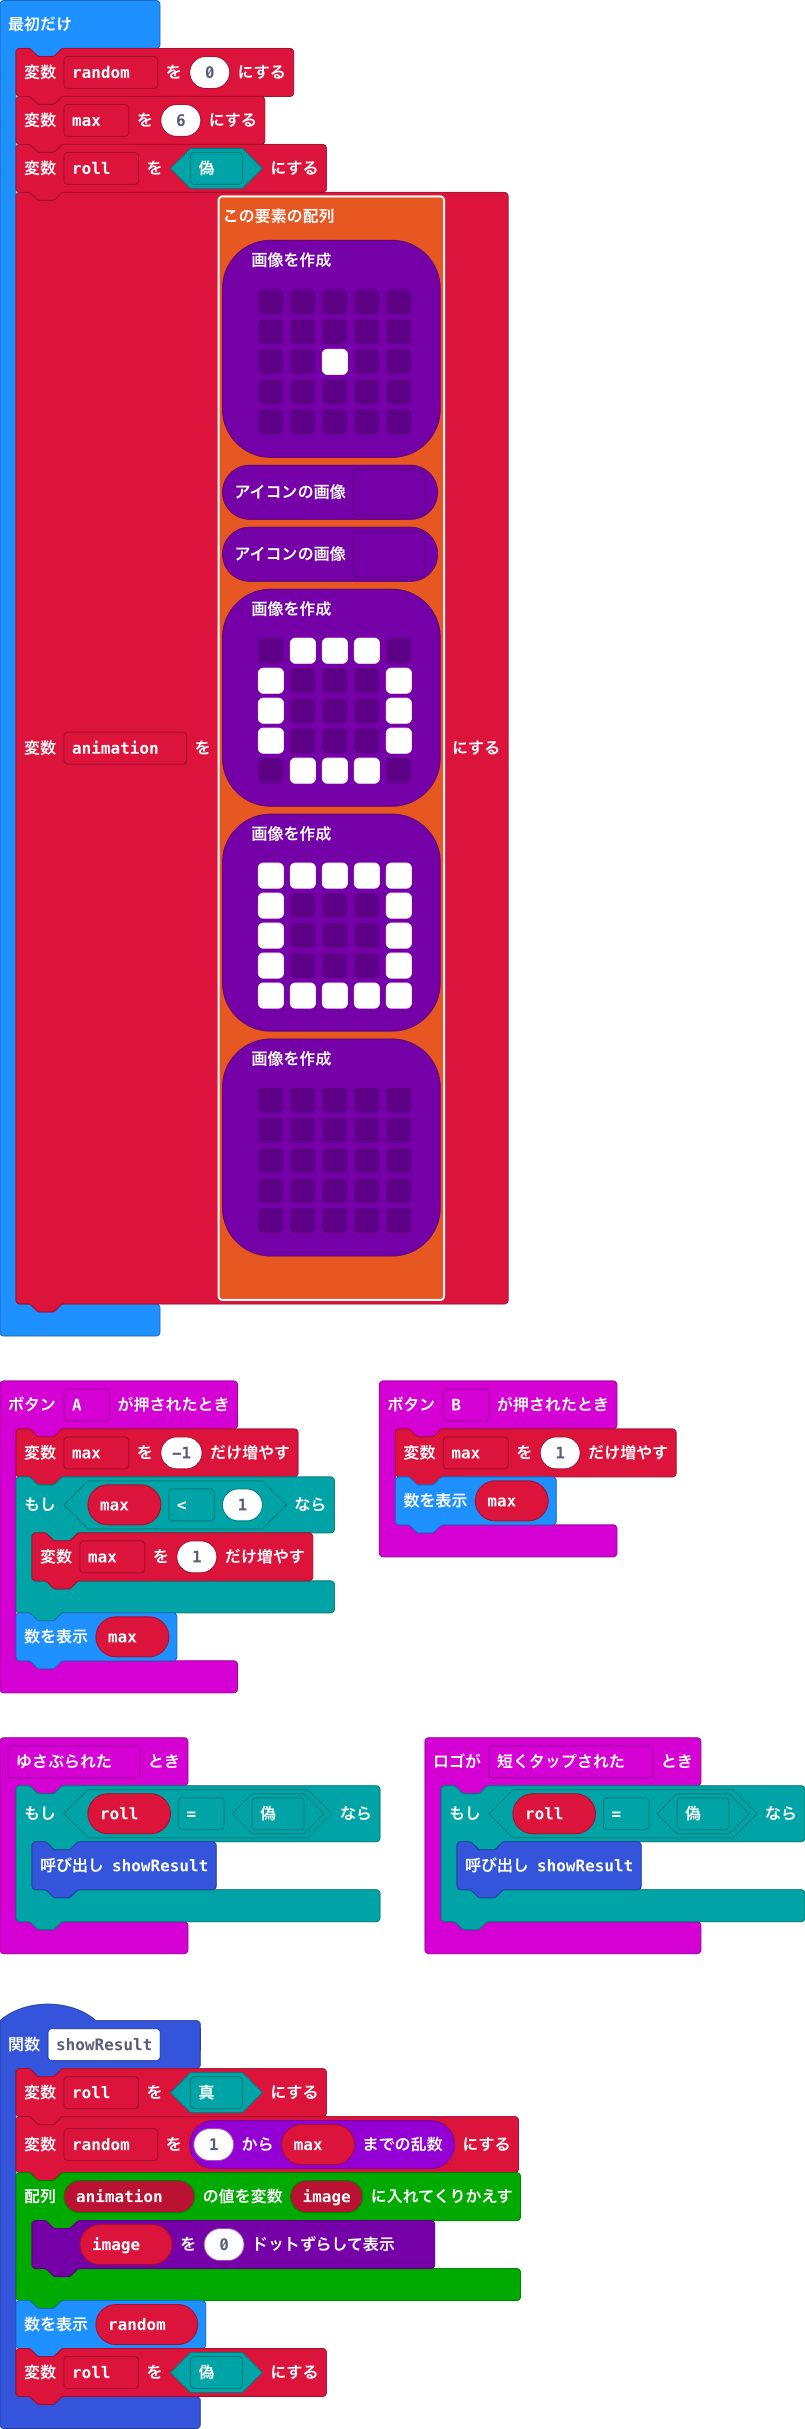 最初だけ
変数 random を 0 にする
変数 max を 6 にする
変数 roll を 偽 にする
変数 animation を この要素の配列 にする
画像を作成
アイコンの画像
アイコンの画像
画像を作成
画像を作成
画像を作成
ボタン A が押されたとき
変数 max を -1 だけ増やす
もし max < 1 なら
変数 max を 1 だけ増やす
数を表示 max
ボタン B が押されたとき
変数 max を 1 だけ増やす
数を表示 max
ゆさぶられた とき
もし roll = 偽 なら
呼び出し showResult
ロゴが 短くタップされた とき
もし roll = 偽 なら
呼び出し showResult
関数 showResult
変数 roll を 真 にする
変数 random を 1 から max までの乱数 にする
配列 animation の値を変数 image に入れてくりかえす
image を 0 ドットずらして表示
数を表示 random
変数 roll を 偽 にする